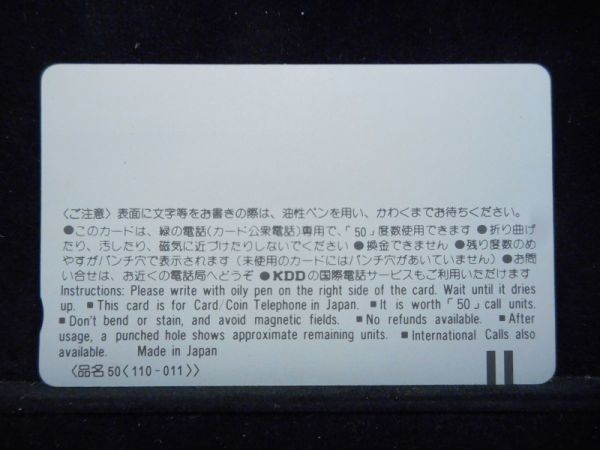 〈ご注意〉表面に文字等をお書きの際は、油性ペンを用い、かわくまでお待ちください。
●このカードは、緑の電話(カード公衆電話)専用で、「50」度数使用できます ●折り曲げ
たり、汚したり、磁気に近づけたりしないでください ●換金できません ●残り度数のめ
やすがパンチ穴で表示されます(未使用のカードにはパンチ穴があいていません) ●お問
い合せは、お近くの電話局へどうぞ ●KDDの国際電話サービスもご利用いただけます
Instructions: Please write with oily pen on the right side of the card. Wait until it dries
up. ■This card is for Card/Coin Telephone in Japan. ■It is worth「50」call units.
■Don't bend or stain, and avoid magnetic fields. ■No refunds available. ■After
usage, a punched hole shows approximate remaining units. ■International Calls also
available. Made in Japan
〈品名50〈110-011〉〉